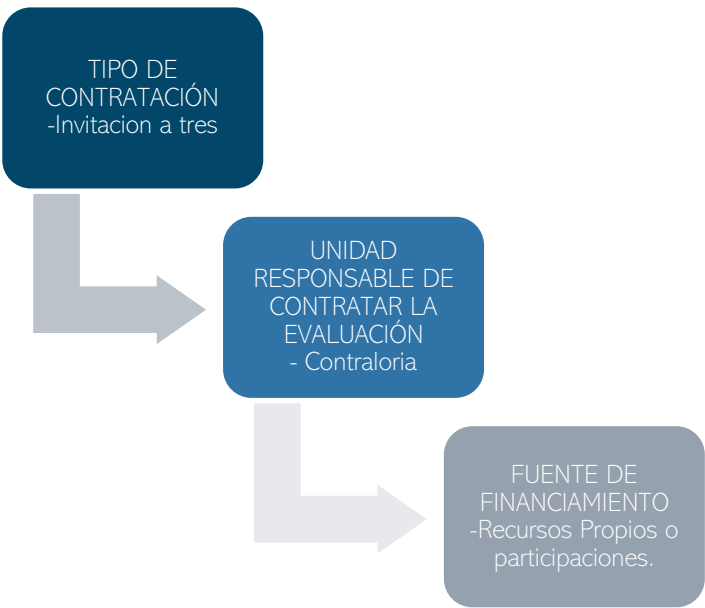 TIPO DE
CONTRATACIÓN
-Invitacion a tres
UNIDAD
RESPONSABLE DE
CONTRATAR LA
EVALUACIÓN
- Contraloria
FUENTE DE
FINANCIAMIENTO
-Recursos Propios o
participaciones.